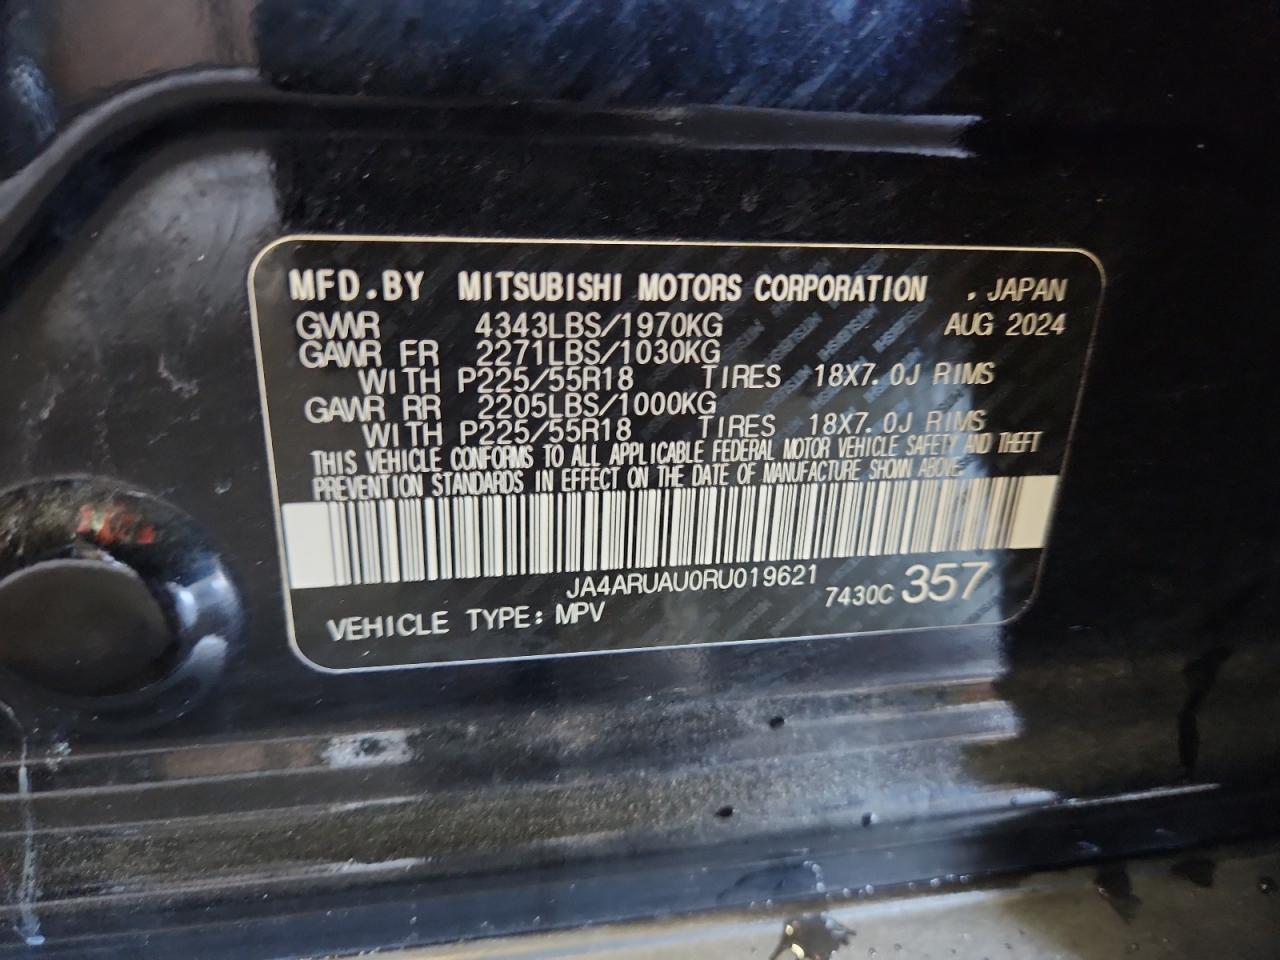 MFD.BY MITSUBISHI MOTORS CORPORATION , JAPAN
GVWR 4343LBS/1970KG AUG 2024
GAWR FR 2271LBS/1030KG
WITH P225/55R18 TIRES 18X7.0J RIMS
GAWR RR 2205LBS/1000KG
WITH P225/55R18 TIRES 18X7.0J RIMS
THIS VEHICLE CONFORMS TO ALL APPLICABLE FEDERAL MOTOR VEHICLE SAFETY AND THEFT
PREVENTION STANDARDS IN EFFECT ON THE DATE OF MANUFACTURE SHOWN ABOVE.
JA4ARUAU0RU019621
7430C 357
VEHICLE TYPE: MPV